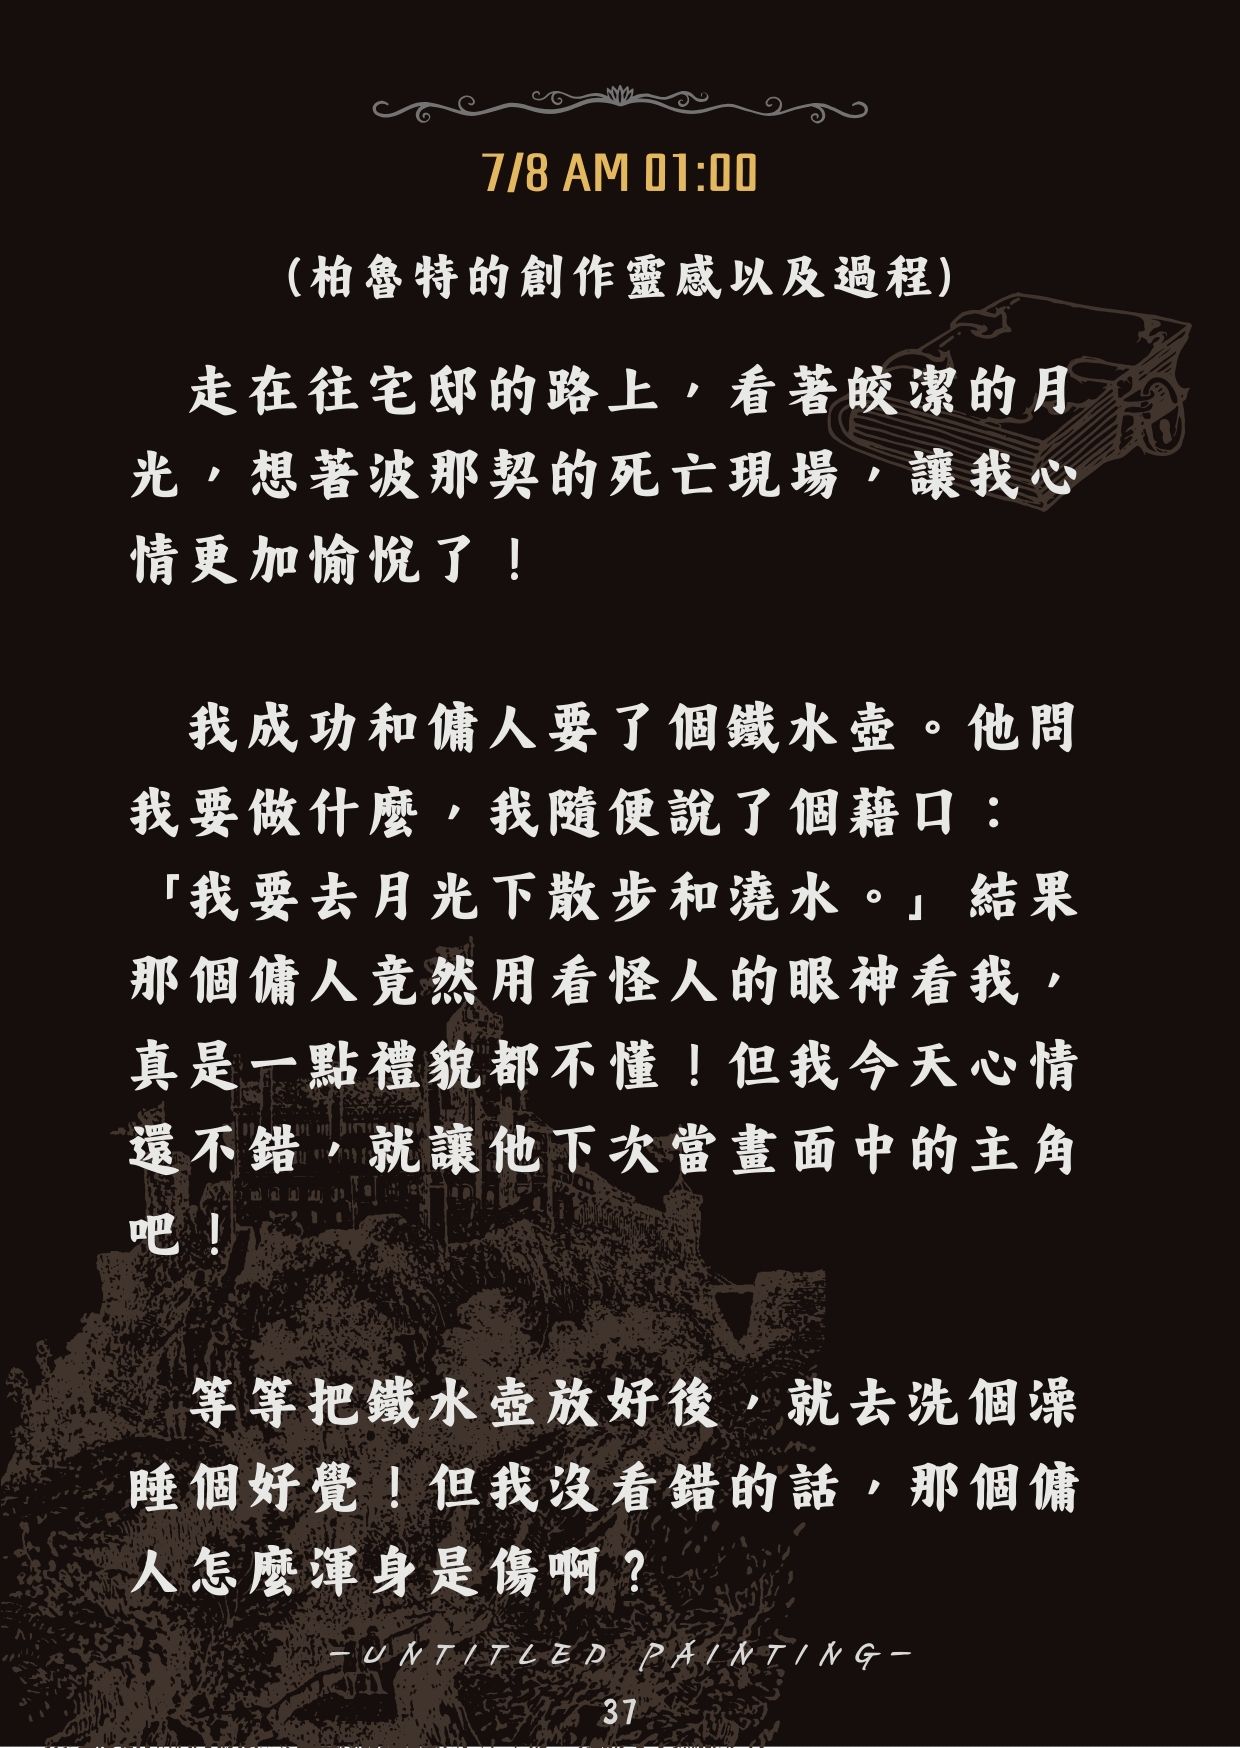 7/8 AM 01:00
(柏魯特的創作靈感以及過程)
走在往宅邸的路上，看著皎潔的月
光，想著波那契的死亡現場，讓我心
情更加愉悅了！
我成功和傭人要了個鐵水壺。他問
我要做什麼，我隨便說了個藉口：
「我要去月光下散步和澆水。」結果
那個傭人竟然用看怪人的眼神看我，
真是一點禮貌都不懂！但我今天心情
還不錯，就讓他下次當畫面中的主角
吧！
等等把鐵水壺放好後，就去洗個澡
睡個好覺！但我沒看錯的話，那個傭
人怎麼渾身是傷啊？
-UNTITLED PAINTING-
37